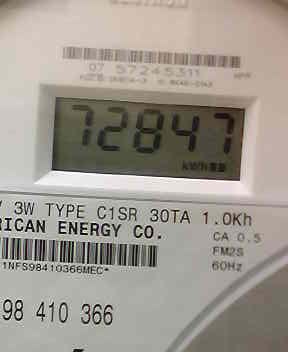 07 57245311
72847
kWh
V 3W TYPE C1SR 30TA 1.0Kh
RICAN ENERGY CO.
CA 0.5
FM2S
60Hz
1NFS98410366MEC*
98 410 366